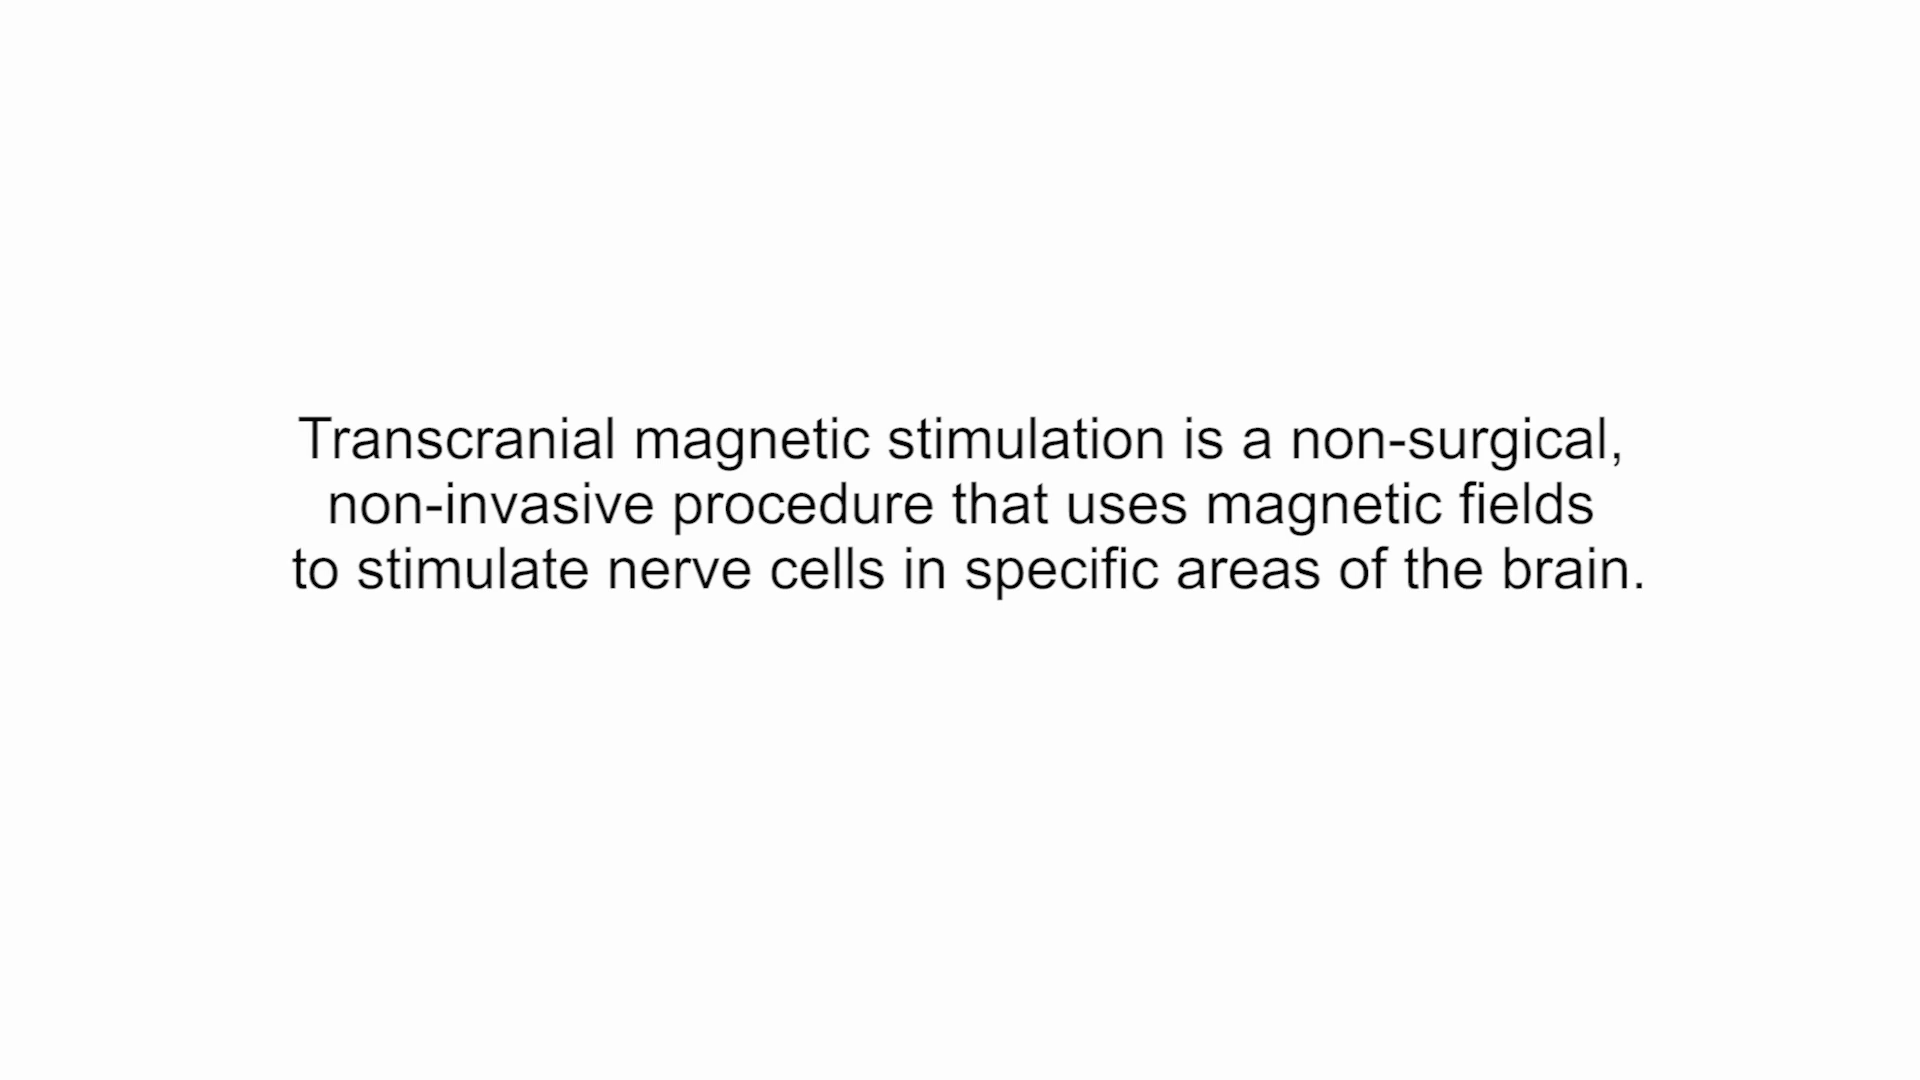 Transcranial magnetic stimulation is a non-surgical,
non-invasive procedure that uses magnetic fields
to stimulate nerve cells in specific areas of the brain.